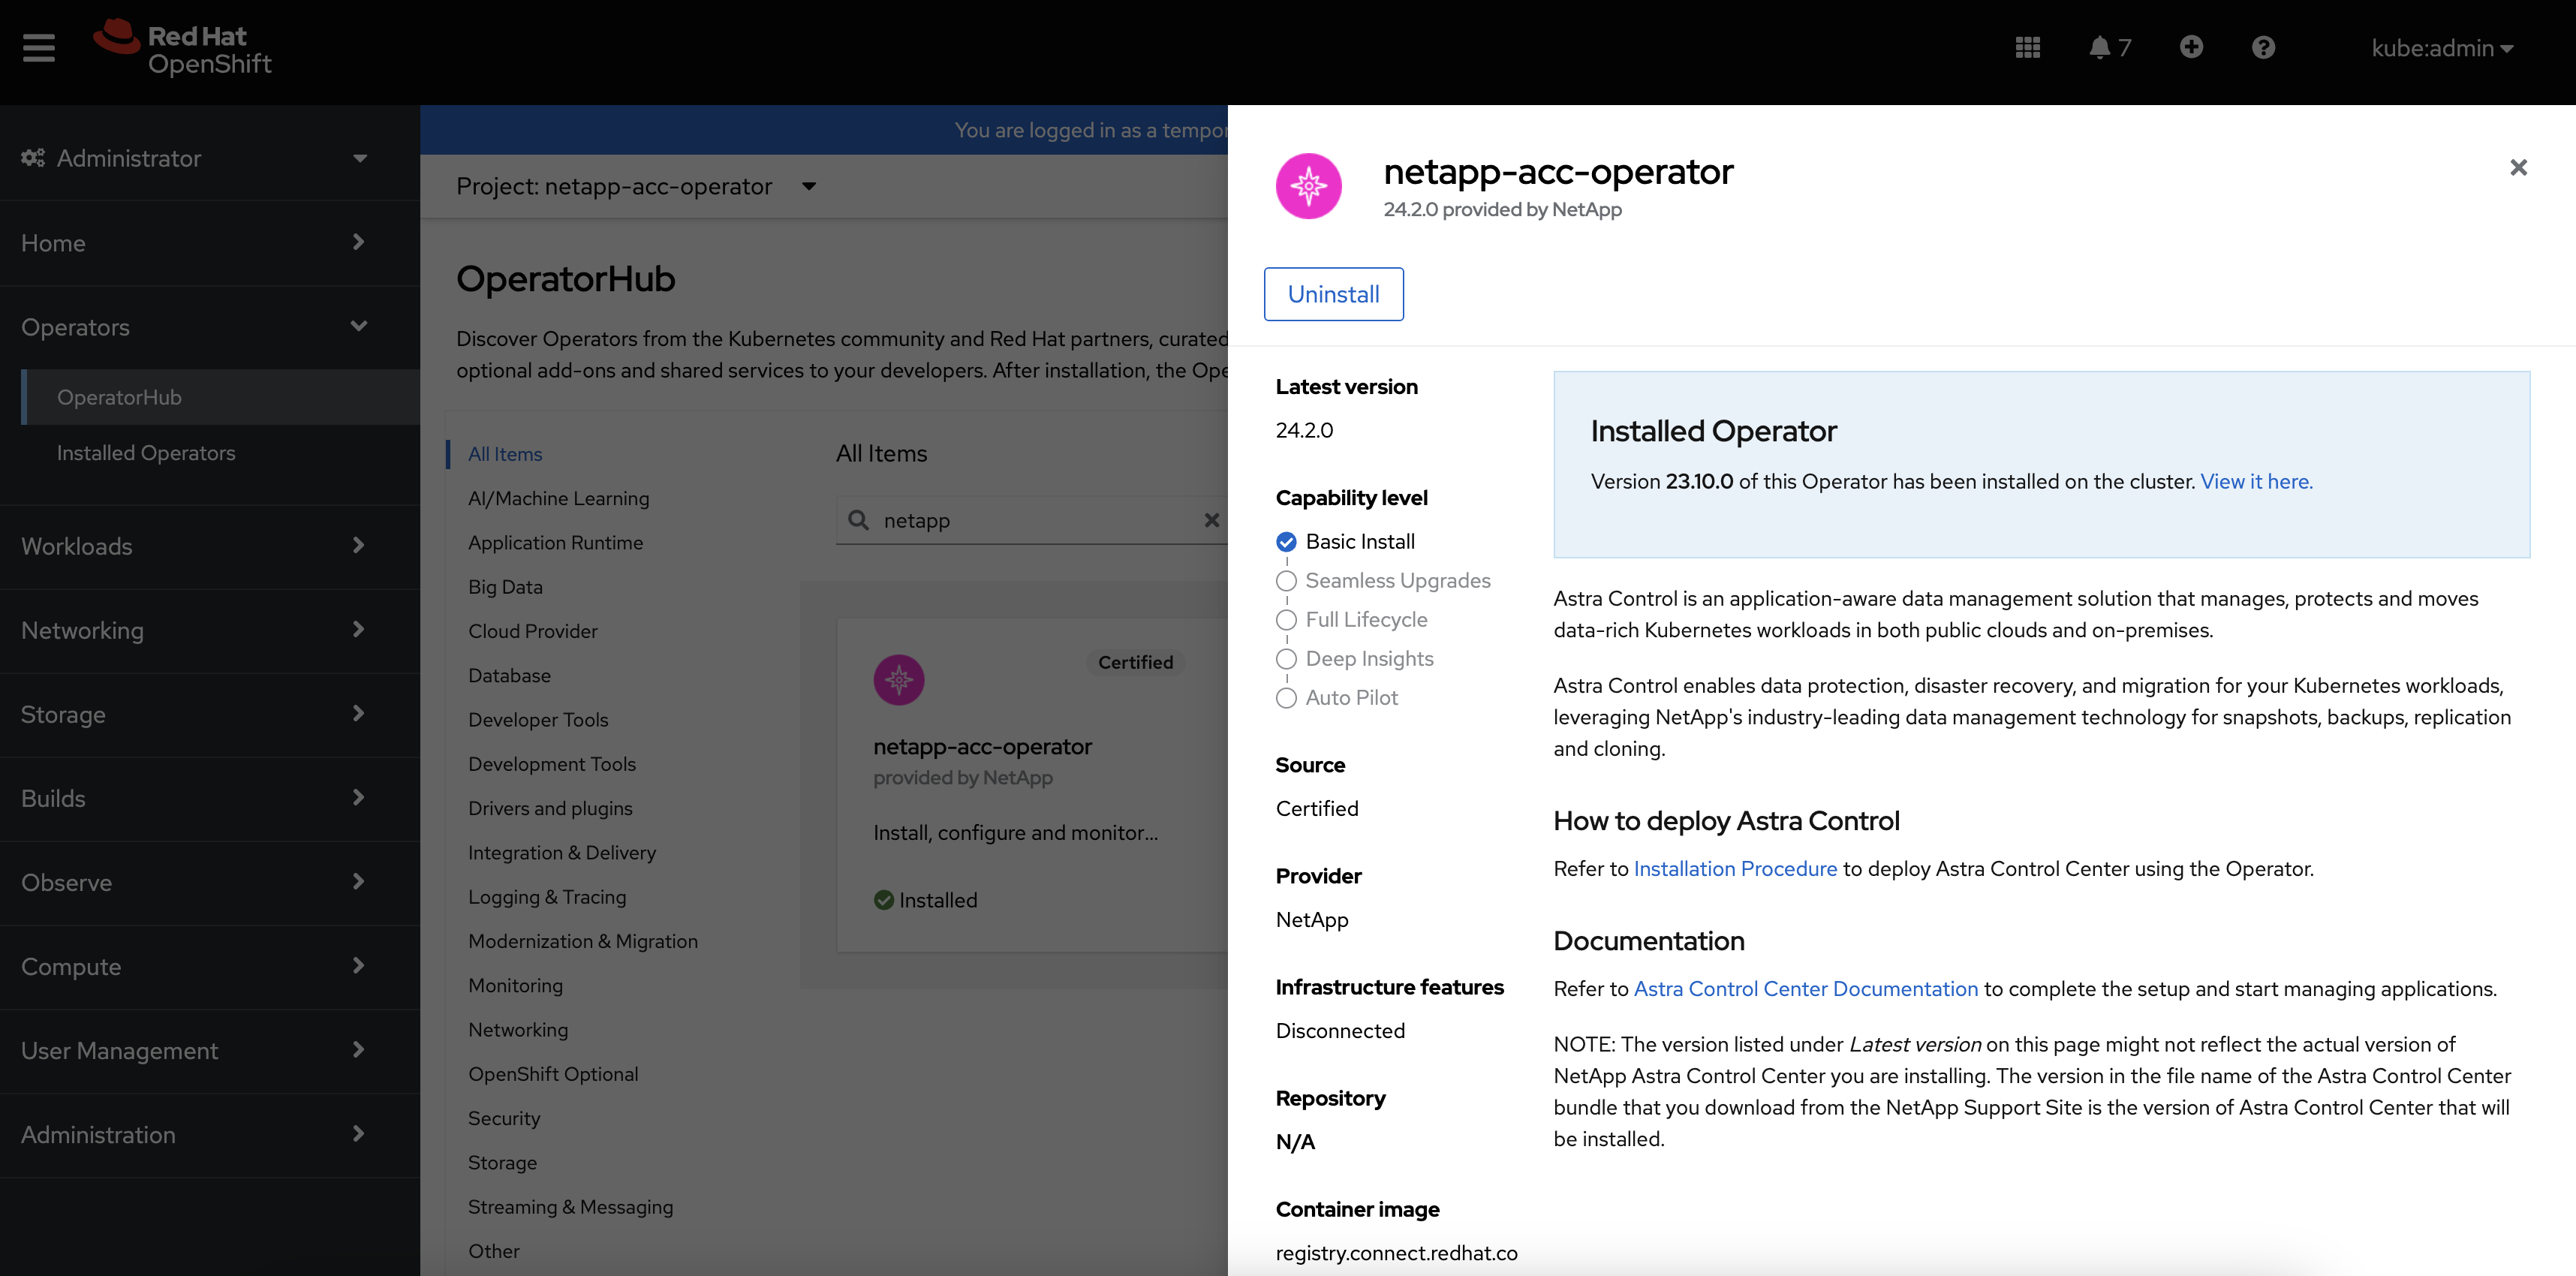 Red Hat
OpenShift
7
kube:admin
Administrator
Home
Operators
OperatorHub
Installed Operators
Workloads
Networking
Storage
Builds
Observe
Compute
User Management
Administration
You are logged in as a tempor
Project: netapp-acc-operator
OperatorHub
Discover Operators from the Kubernetes community and Red Hat partners, curated
optional add-ons and shared services to your developers. After installation, the Ope
All Items
AI/Machine Learning
Application Runtime
Big Data
Cloud Provider
Database
Developer Tools
Development Tools
Drivers and plugins
Integration & Delivery
Logging & Tracing
Modernization & Migration
Monitoring
Networking
OpenShift Optional
Security
Storage
Streaming & Messaging
Other
All Items
netapp
Certified
netapp-acc-operator
provided by NetApp
Install, configure and monitor...
Installed
netapp-acc-operator
24.2.0 provided by NetApp
Uninstall
Latest version
24.2.0
Capability level
Basic Install
Seamless Upgrades
Full Lifecycle
Deep Insights
Auto Pilot
Source
Certified
Provider
NetApp
Infrastructure features
Disconnected
Repository
N/A
Container image
registry.connect.redhat.co
Installed Operator
Version 23.10.0 of this Operator has been installed on the cluster. View it here.
Astra Control is an application-aware data management solution that manages, protects and moves
data-rich Kubernetes workloads in both public clouds and on-premises.
Astra Control enables data protection, disaster recovery, and migration for your Kubernetes workloads,
leveraging NetApp's industry-leading data management technology for snapshots, backups, replication
and cloning.
How to deploy Astra Control
Refer to Installation Procedure to deploy Astra Control Center using the Operator.
Documentation
Refer to Astra Control Center Documentation to complete the setup and start managing applications.
NOTE: The version listed under Latest version on this page might not reflect the actual version of
NetApp Astra Control Center you are installing. The version in the file name of the Astra Control Center
bundle that you download from the NetApp Support Site is the version of Astra Control Center that will
be installed.